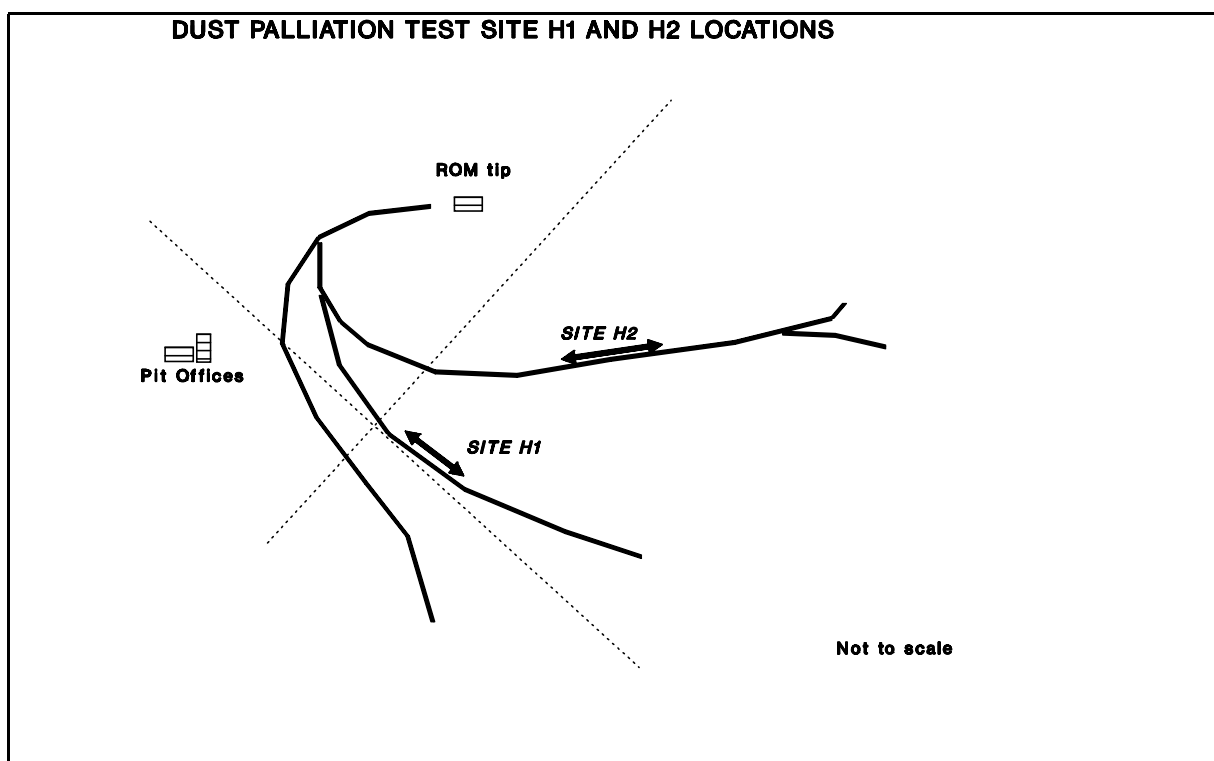 DUST PALLIATION TEST SITE H1 AND H2 LOCATIONS
ROM tip
SITE H2
Pit Offices
SITE H1
Not to scale